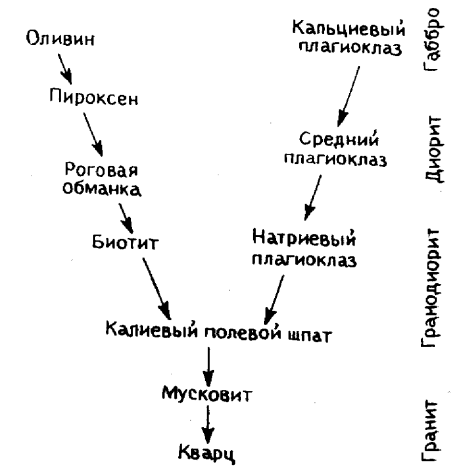 Оливин
Кальциевый
плагиоклаз
Габбро
Пироксен
Средний
плагиоклаз
Диорит
Роговая
обманка
Биотит
Натриевый
плагиоклаз
Гранодиорит
Калиевый полевой шпат
Мусковит
Кварц
Гранит